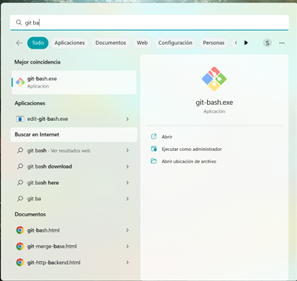 git ba
Todo Aplicaciones Documentos Web Configuración Personas C S ...
Mejor coincidencia
git-bash.exe
Aplicación
git-bash.exe
Aplicación
Aplicaciones
edit-git-bash.exe
Buscar en Internet
git bash - Ver resultados web
git bash download
git bash here
git ba
Abrir
Ejecutar como administrador
Abrir ubicación de archivo
Documentos
git-bash.html
git-merge-base.html
git-http-backend.html